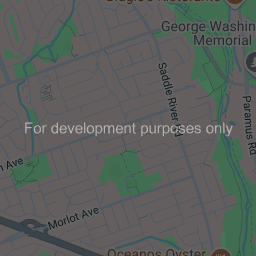 George Washin
Memorial
Saddle River Rd
Paramus Rd
For development purposes only
Ave
Morlot Ave
Oceanos Oyster